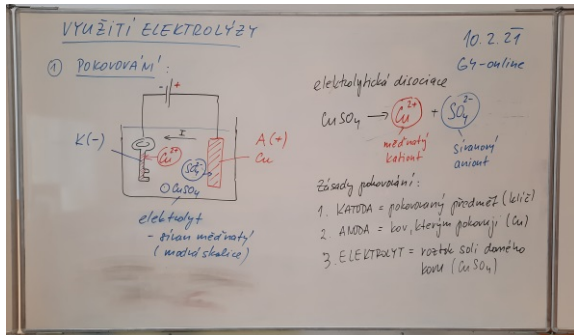 VYUŽITÍ ELEKTROLÝZY
10.2.21
G4-online
① POKOVOVÁNÍ:
- +
K(-)
I
A(+)
Cu
Cu²⁺
SO₄²⁻
CuSO₄
elektrolyt
- síran měďnatý
(modrá skalice)
elektrolytická disociace
CuSO₄ → Cu²⁺ + SO₄²⁻
měďnatý
kationt
síranový
aniont
Zásady pokovování:
1. KATODA = pokovovaný předmět (klíč)
2. ANODA = kov, kterým pokovuji (Cu)
3. ELEKTROLYT = roztok soli daného
kovu (CuSO₄)